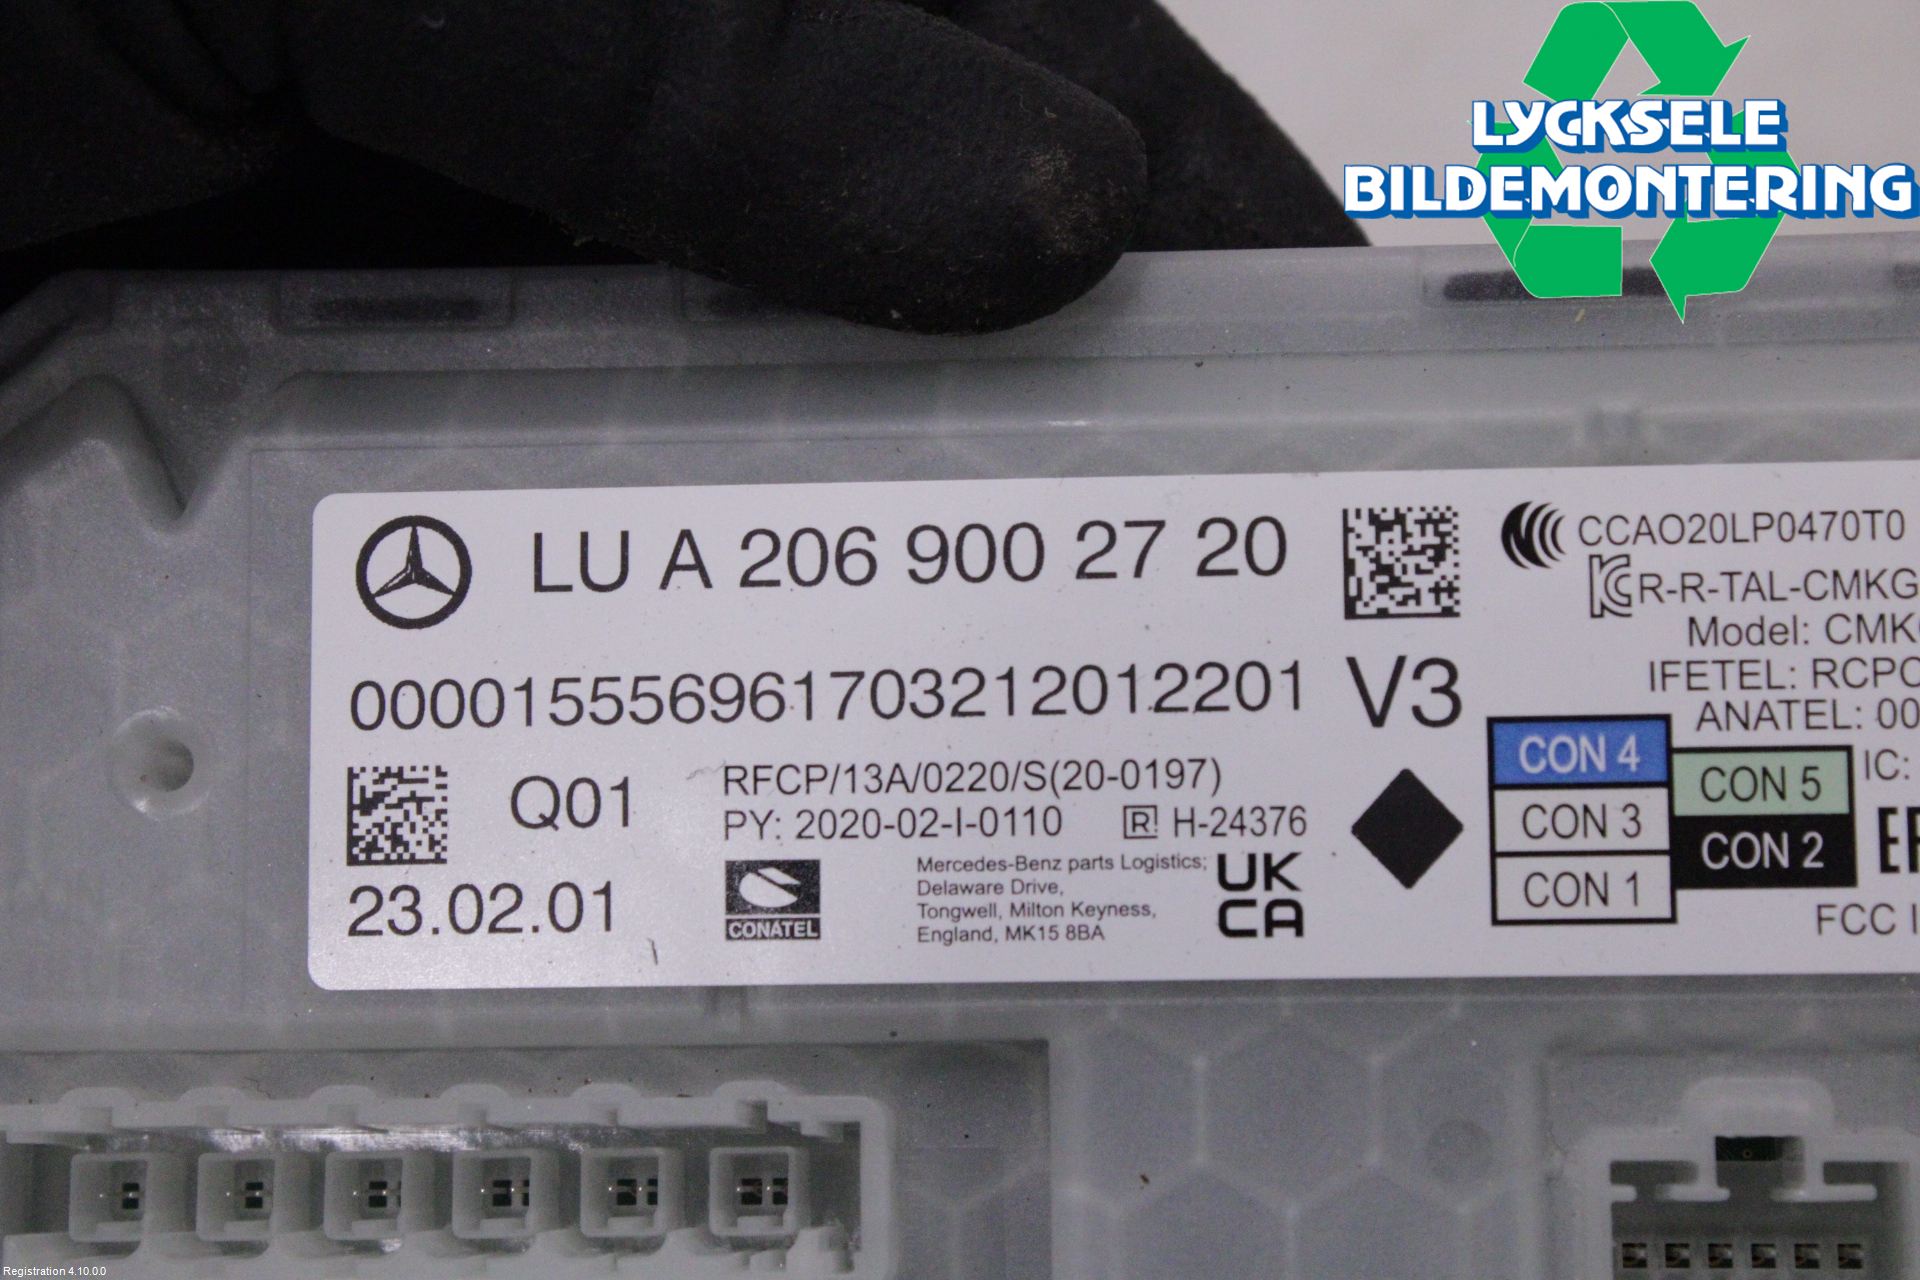 LYCKSELE
BILDEMONTERING
LU A 206 900 27 20
CCAO20LP0470T0
R-R-TAL-CMKG
Model: CMK
00001555696170321201220​1
V3
IFETEL: RCPC
ANATEL: 00
Q01
RFCP/13A/0220/S(20-0197)
PY: 2020-02-I-0110
R H-24376
CON 4
CON 5
IC:
CON 3
CON 2
CON 1
23.02.01
CONATEL
Mercedes-Benz parts Logistics;
Delaware Drive,
Tongwell, Milton Keyness,
England, MK15 8BA
UK
CA
FCC I
Registration 4.10.0.0